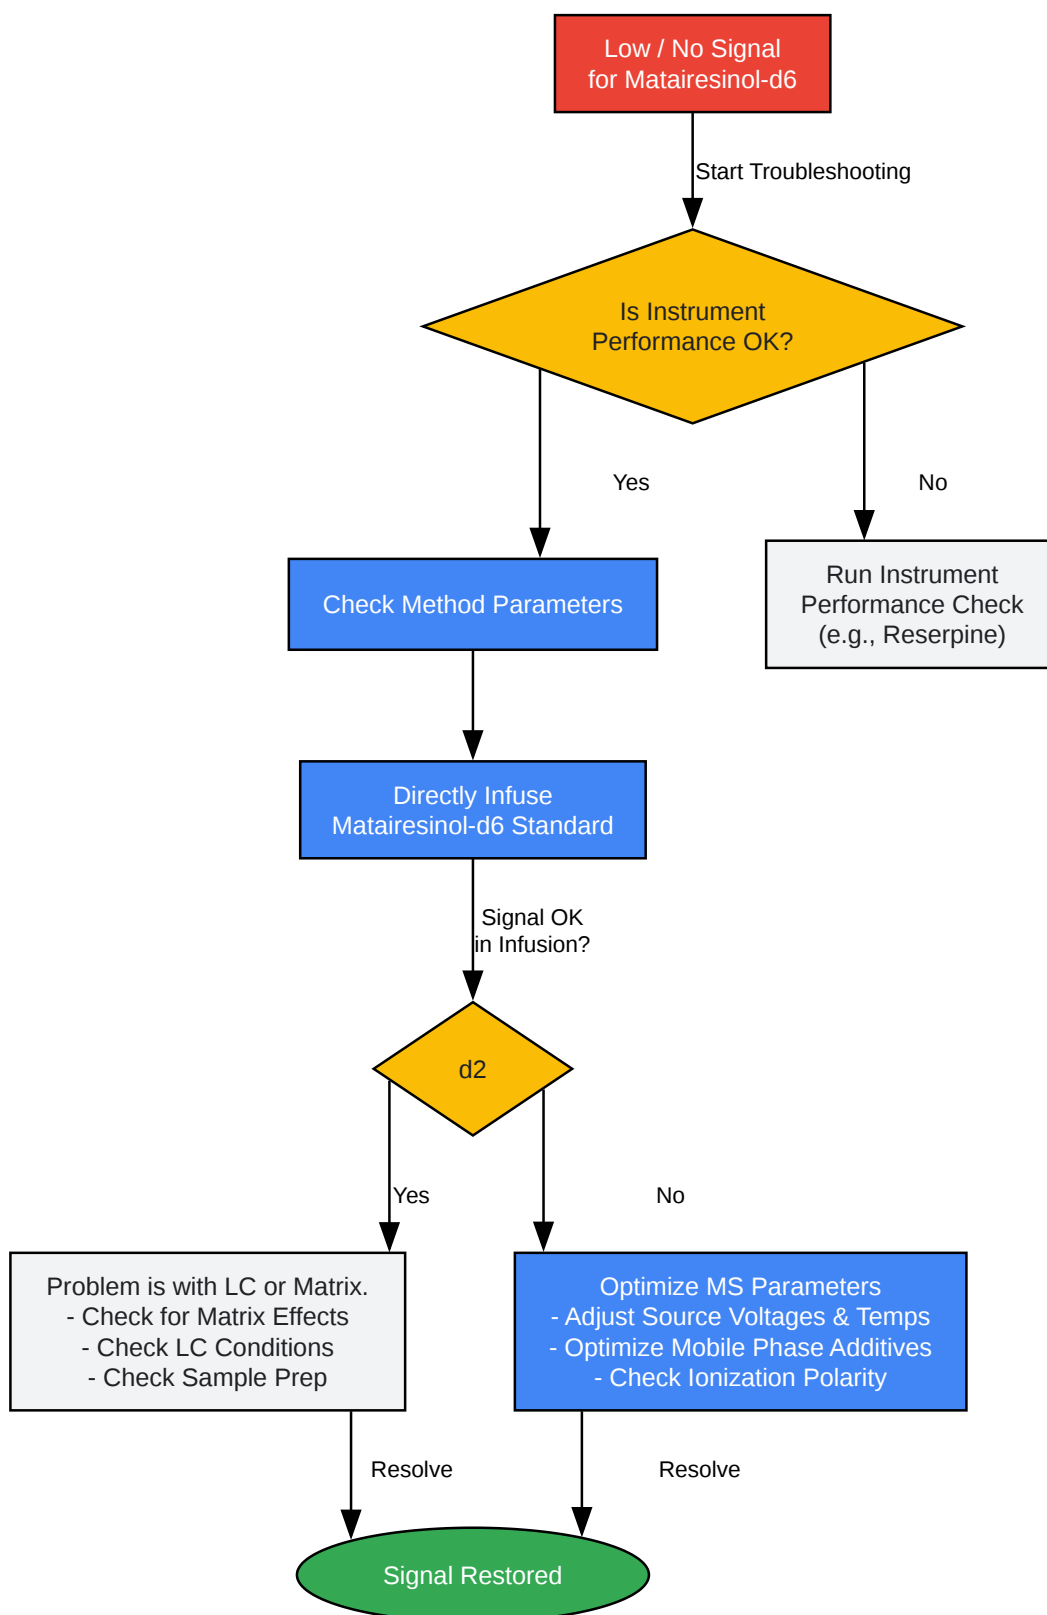 Low / No Signal
for Matairesinol-d6
Start Troubleshooting
Is Instrument
Performance OK?
Yes
No
Check Method Parameters
Run Instrument
Performance Check
(e.g., Reserpine)
Directly Infuse
Matairesinol-d6 Standard
Signal OK
in Infusion?
d2
Yes
No
Problem is with LC or Matrix.
- Check for Matrix Effects
- Check LC Conditions
- Check Sample Prep
Optimize MS Parameters
- Adjust Source Voltages & Temps
- Optimize Mobile Phase Additives
- Check Ionization Polarity
Resolve
Resolve
Signal Restored